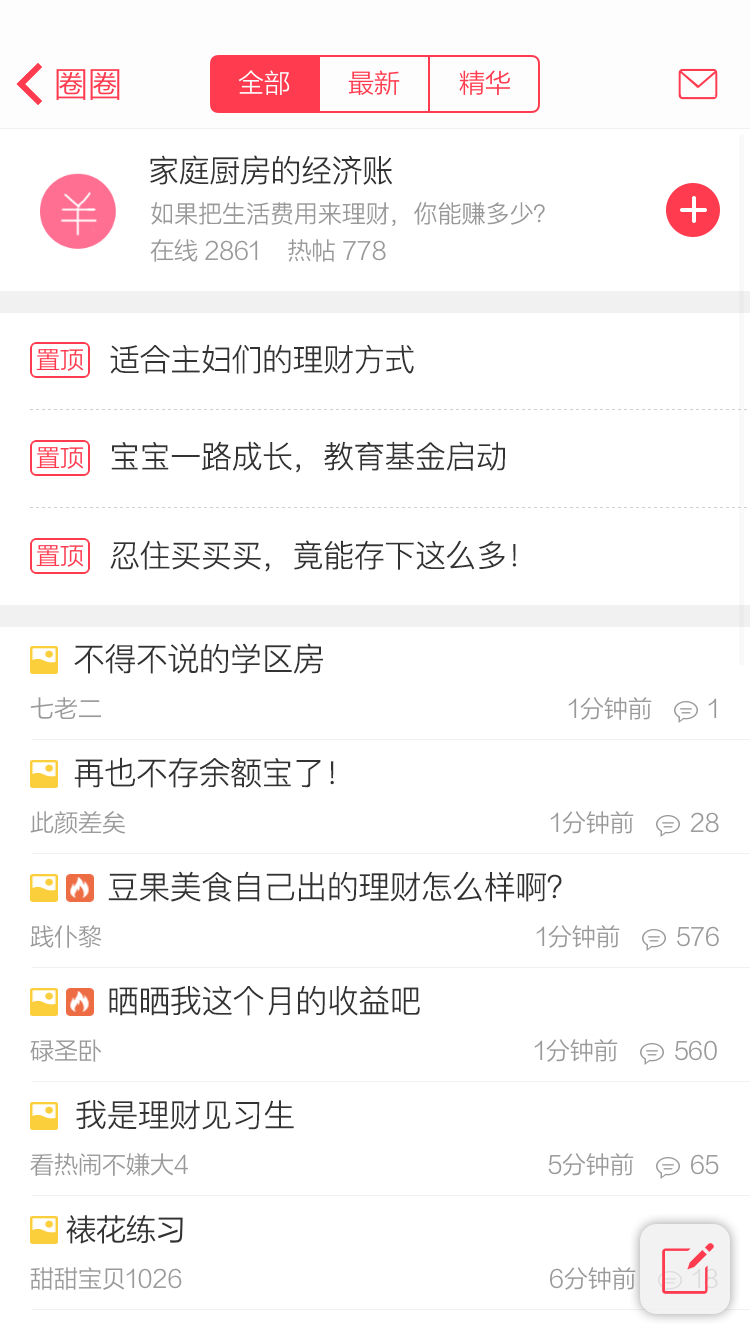 圈圈 全部 最新 精华
家庭厨房的经济账
如果把生活费用来理财，你能赚多少？
在线 2861 热帖 778
置顶 适合主妇们的理财方式
置顶 宝宝一路成长，教育基金启动
置顶 忍住买买买，竟能存下这么多！
不得不说的学区房
七老二 1分钟前 1
再也不存余额宝了！
此颜差矣 1分钟前 28
豆果美食自己出的理财怎么样啊？
践仆黎 1分钟前 576
晒晒我这个月的收益吧
碌圣卧 1分钟前 560
我是理财见习生
看热闹不嫌大4 5分钟前 65
裱花练习
甜甜宝贝1026 6分钟前 18